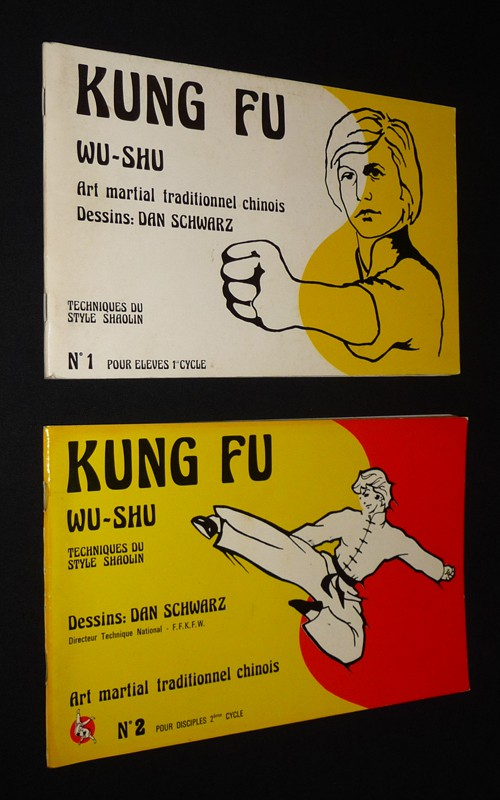 KUNG FU
WU-SHU
Art martial traditionnel chinois
Dessins: DAN SCHWARZ
TECHNIQUES DU
STYLE SHAOLIN
N° 1 POUR ELEVES 1er CYCLE
KUNG FU
WU-SHU
TECHNIQUES DU
STYLE SHAOLIN
Dessins: DAN SCHWARZ
Directeur Technique National - F.F.K.F.W.
Art martial traditionnel chinois
N° 2 POUR DISCIPLES 2ème CYCLE